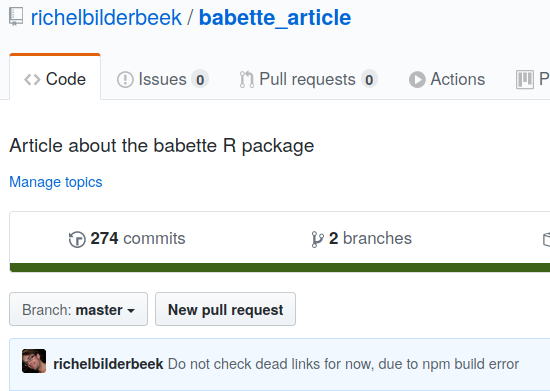 richelbilderbeek / babette_article
Code Issues 0 Pull requests 0 Actions P
Article about the babette R package
Manage topics
274 commits 2 branches
Branch: master New pull request
richelbilderbeek Do not check dead links for now, due to npm build error